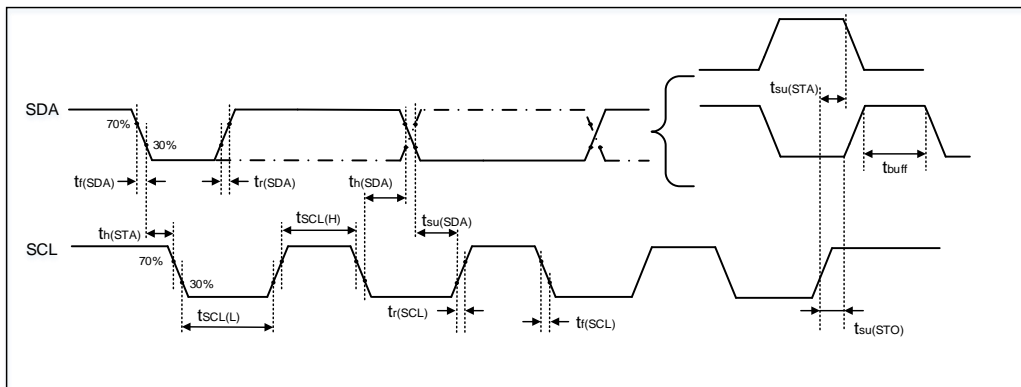 tsu(STA)
SDA
70%
30%
tbuff
tf(SDA)
tr(SDA)
th(SDA)
tSCL(H)
tsu(SDA)
th(STA)
SCL
70%
30%
tr(SCL)
tSCL(L)
tf(SCL)
tsu(STO)